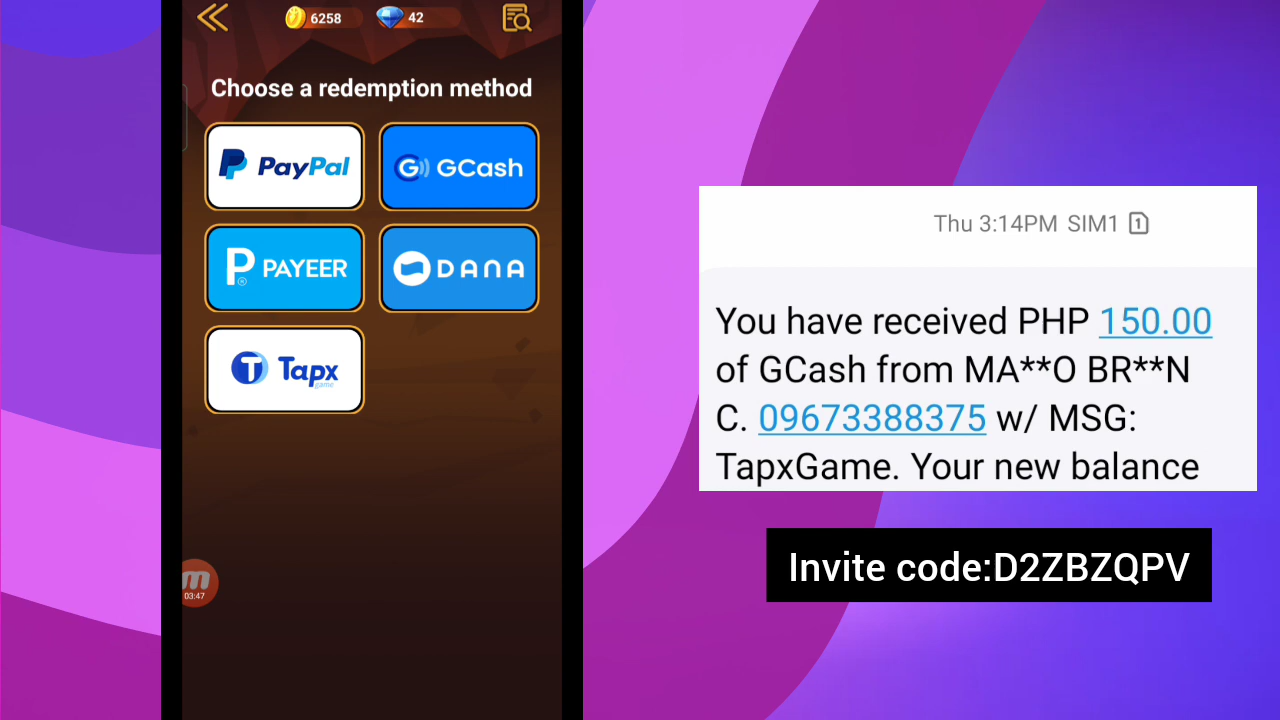 6258
42
Choose a redemption method
PayPal
GCash
PAYEER
DANA
Tapx
game
03:47
Thu 3:14PM SIM1 1
You have received PHP 150.00
of GCash from MA**O BR**N
C. 09673388375 w/ MSG:
TapxGame. Your new balance
Invite code:D2ZBZQPV